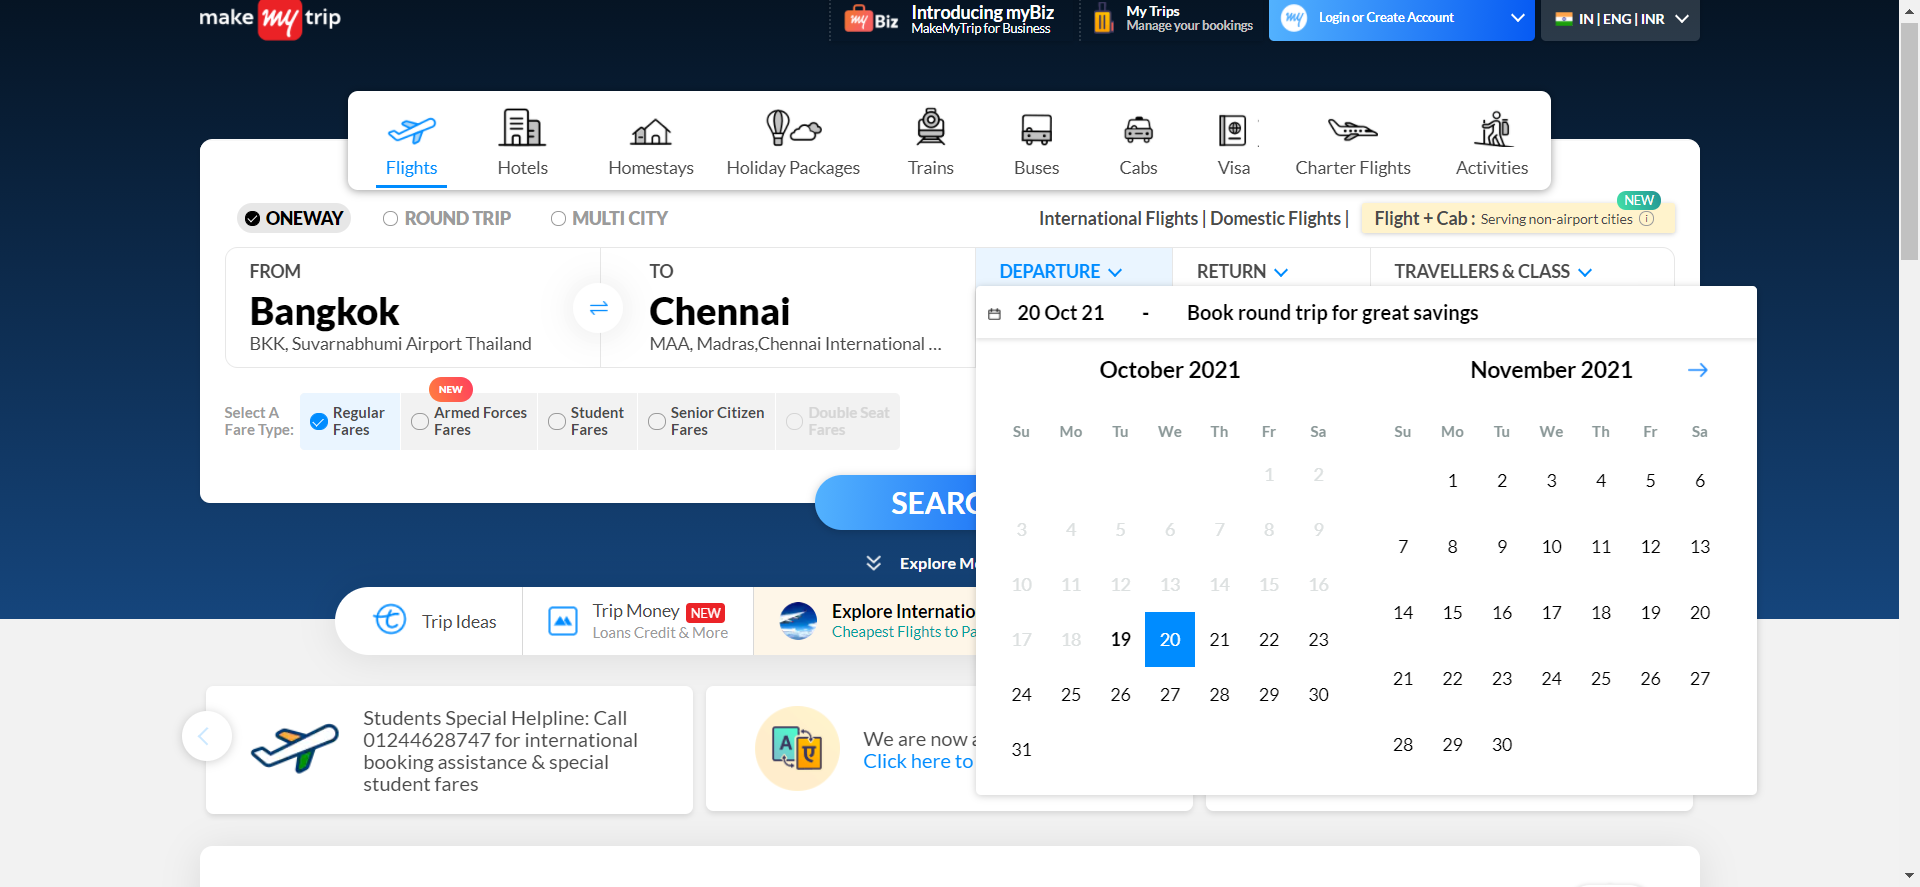 make my trip
my Biz
Introducing myBiz
MakeMyTrip for Business
My Trips
Manage your bookings
my
Login or Create Account
IN | ENG | INR
Flights
Hotels
Homestays
Holiday Packages
Trains
Buses
Cabs
Visa
Charter Flights
Activities
ONEWAY
ROUND TRIP
MULTI CITY
International Flights | Domestic Flights |
NEW
Flight + Cab : Serving non-airport cities
FROM
Bangkok
BKK, Suvarnabhumi Airport Thailand
TO
Chennai
MAA, Madras,Chennai International ...
DEPARTURE
RETURN
TRAVELLERS & CLASS
20 Oct 21 - Book round trip for great savings
October 2021
Su Mo Tu We Th Fr Sa
1 2
3 4 5 6 7 8 9
10 11 12 13 14 15 16
17 18 19 20 21 22 23
24 25 26 27 28 29 30
31
November 2021
Su Mo Tu We Th Fr Sa
1 2 3 4 5 6
7 8 9 10 11 12 13
14 15 16 17 18 19 20
21 22 23 24 25 26 27
28 29 30
Select A
Fare Type:
Regular
Fares
NEW
Armed Forces
Fares
Student
Fares
Senior Citizen
Fares
Double Seat
Fares
SEARC
Explore M
Trip Ideas
Trip Money NEW
Loans Credit & More
Explore Internatio
Cheapest Flights to Pa
Students Special Helpline: Call
01244628747 for international
booking assistance & special
student fares
A ए
We are now a
Click here to